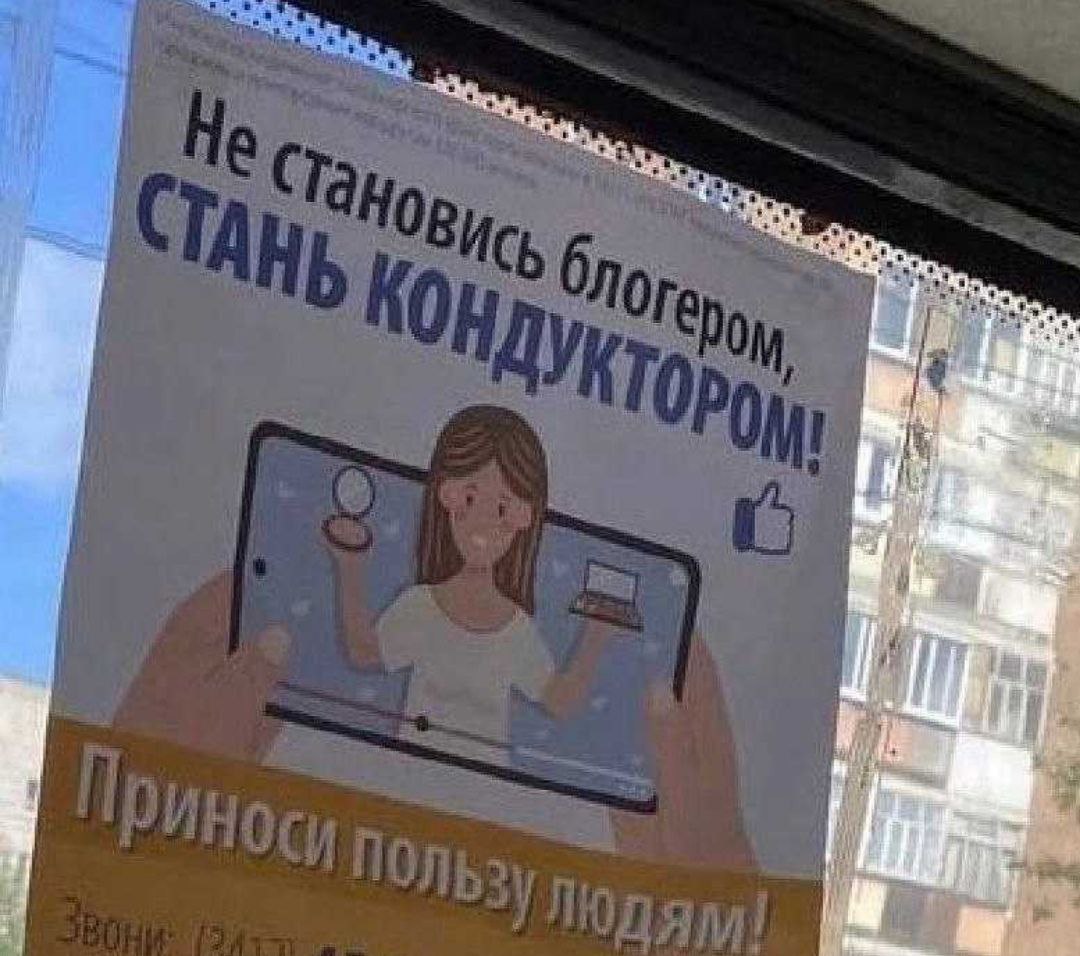 Не становись блогером,
СТАНЬ КОНДУКТОРОМ!
Приноси пользу людям!
Звони: